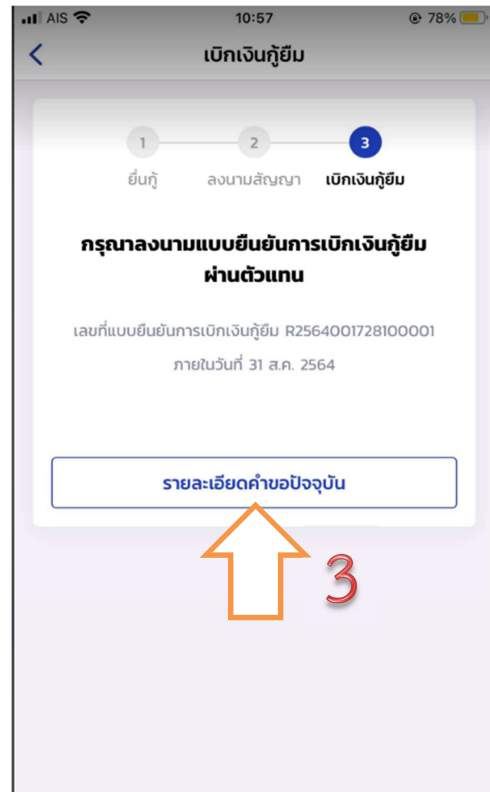 AIS 10:57 78%
เบิกเงินกู้ยืม
1 2 3
ยื่นกู้ ลงนามสัญญา เบิกเงินกู้ยืม
กรุณาลงนามแบบยืนยันการเบิกเงินกู้ยืม
ผ่านตัวแทน
เลขที่แบบยืนยันการเบิกเงินกู้ยืม R2564001728100001
ภายในวันที่ 31 ส.ค. 2564
รายละเอียดคำขอปัจจุบัน
3